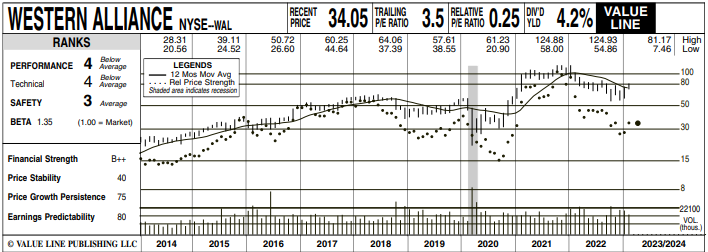 WESTERN ALLIANCE NYSE--WAL RECENT PRICE 34.05 TRAILING P/E RATIO 3.5 RELATIVE P/E RATIO 0.25 DIV'D YLD 4.2% VALUE LINE
RANKS
28.31 39.11 50.72 60.25 64.06 57.61 61.23 124.88 124.93 81.17 High
20.56 24.52 26.60 44.64 37.39 38.55 20.90 58.00 54.86 7.46 Low
PERFORMANCE 4 Below Average
Technical 4 Below Average
SAFETY 3 Average
BETA 1.35 (1.00 = Market)
LEGENDS
12 Mos Mov Avg
Rel Price Strength
Shaded area indicates recession
100
80
50
30
15
8
Financial Strength B++
Price Stability 40
Price Growth Persistence 75
Earnings Predictability 80
22100
VOL.
(thous.)
© VALUE LINE PUBLISHING LLC 2014 2015 2016 2017 2018 2019 2020 2021 2022 2023/2024